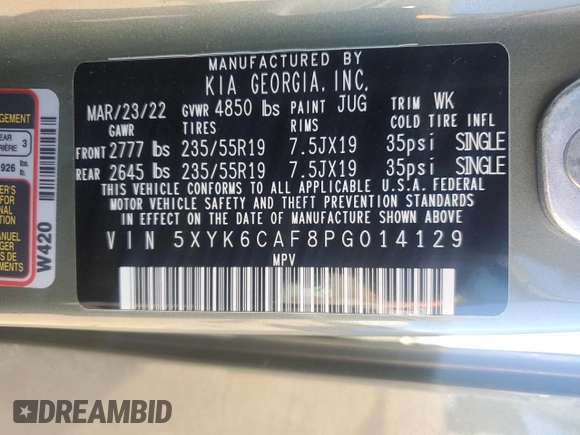 MANUFACTURED BY
KIA GEORGIA, INC.
MAR/23/22 GVWR 4850 lbs PAINT JUG TRIM WK
GAWR TIRES RIMS COLD TIRE INFL
FRONT 2777 lbs 235/55R19 7.5JX19 35psi SINGLE
REAR 2645 lbs 235/55R19 7.5JX19 35psi SINGLE
THIS VEHICLE CONFORMS TO ALL APPLICABLE U.S.A. FEDERAL
MOTOR VEHICLE SAFETY AND THEFT PREVENTION STANDARDS
IN EFFECT ON THE DATE OF MANUFACTURE SHOWN ABOVE
VIN 5XYK6CAF8PG014129
MPV
W420
3
926
MANUEL
DREAMBID